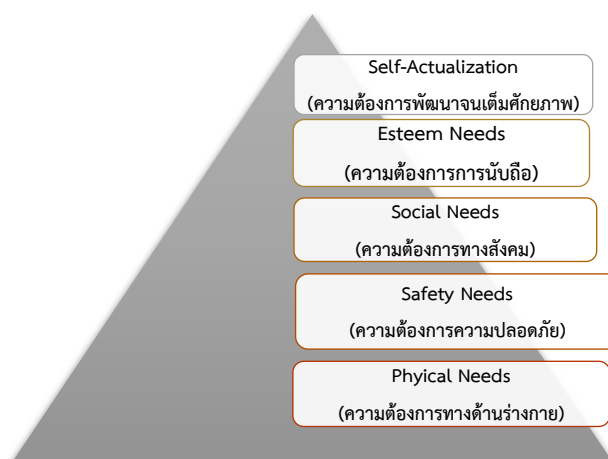 Self-Actualization
(ความต้องการพัฒนาจนเต็มศักยภาพ)
Esteem Needs
(ความต้องการการนับถือ)
Social Needs
(ความต้องการทางสังคม)
Safety Needs
(ความต้องการความปลอดภัย)
Phyical Needs
(ความต้องการทางด้านร่างกาย)